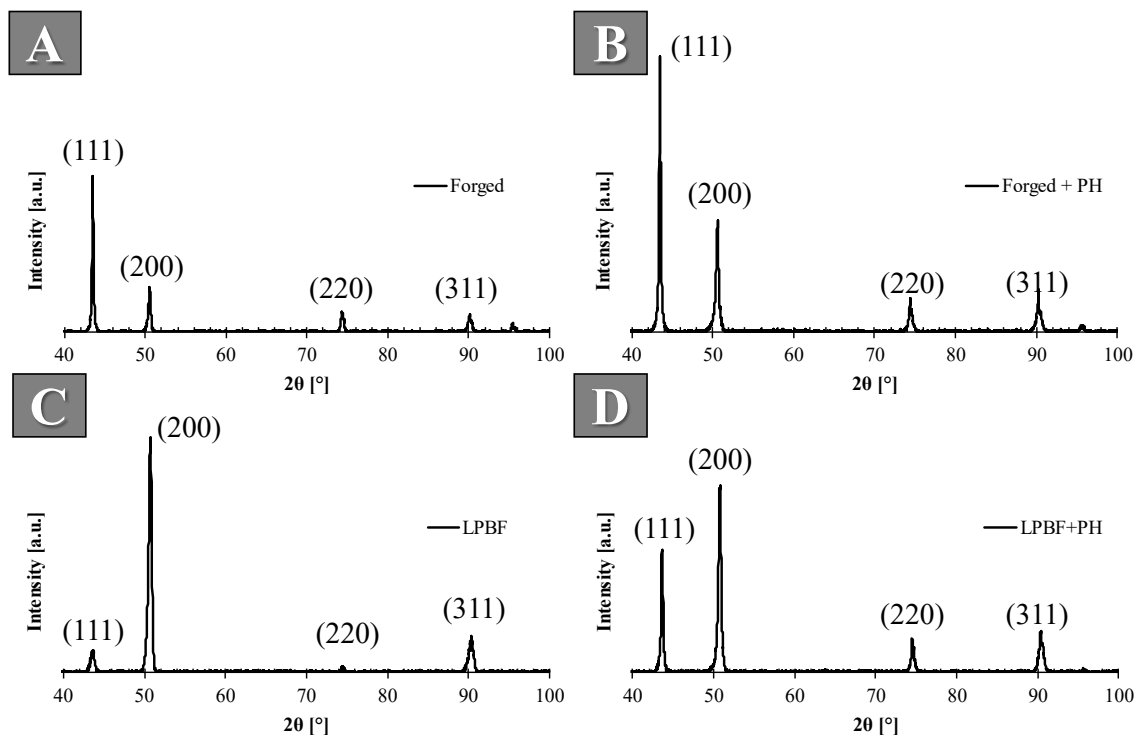 A
(111)
(200)
(220)
(311)
Forged
Intensity [a.u.]
40 50 60 70 80 90 100
2θ [°]
B
(111)
(200)
(220)
(311)
Forged + PH
Intensity [a.u.]
40 50 60 70 80 90 100
2θ [°]
C
(111)
(200)
(220)
(311)
LPBF
Intensity [a.u.]
40 50 60 70 80 90 100
2θ [°]
D
(111)
(200)
(220)
(311)
LPBF+PH
Intensity [a.u.]
40 50 60 70 80 90 100
2θ [°]